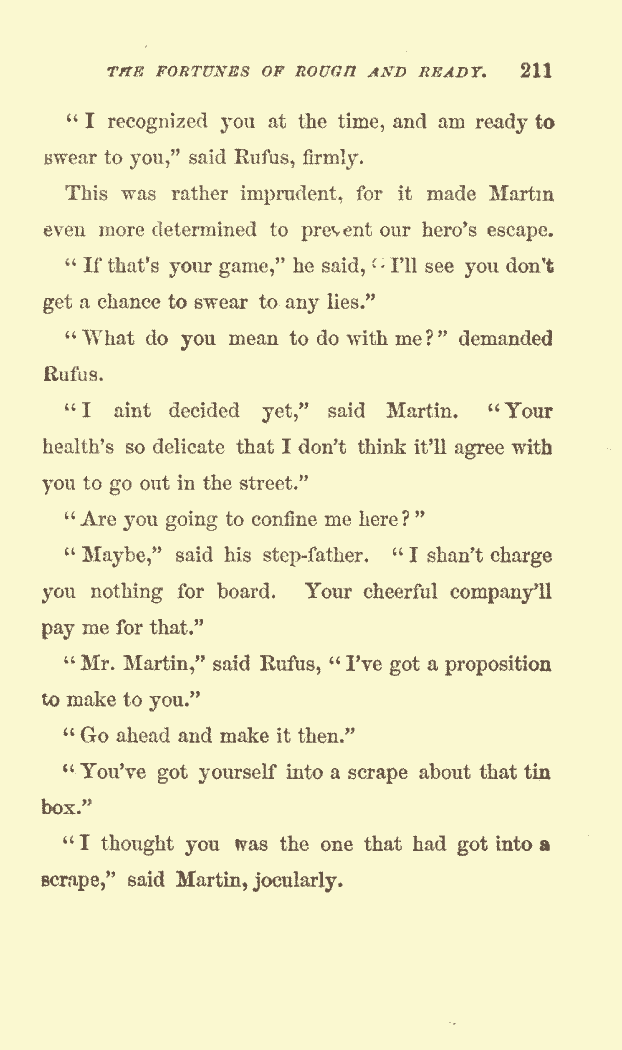 THE FORTUNES OF ROUGH AND READY. 211
“I recognized you at the time, and am ready to
swear to you,” said Rufus, firmly.
This was rather imprudent, for it made Martin
even more determined to prevent our hero’s escape.
“If that’s your game,” he said, “I’ll see you don’t
get a chance to swear to any lies.”
“What do you mean to do with me?” demanded
Rufus.
“I aint decided yet,” said Martin. “Your
health’s so delicate that I don’t think it’ll agree with
you to go out in the street.”
“Are you going to confine me here?”
“Maybe,” said his step-father. “I shan’t charge
you nothing for board. Your cheerful company’ll
pay me for that.”
“Mr. Martin,” said Rufus, “I’ve got a proposition
to make to you.”
“Go ahead and make it then.”
“You’ve got yourself into a scrape about that tin
box.”
“I thought you was the one that had got into a
scrape,” said Martin, jocularly.